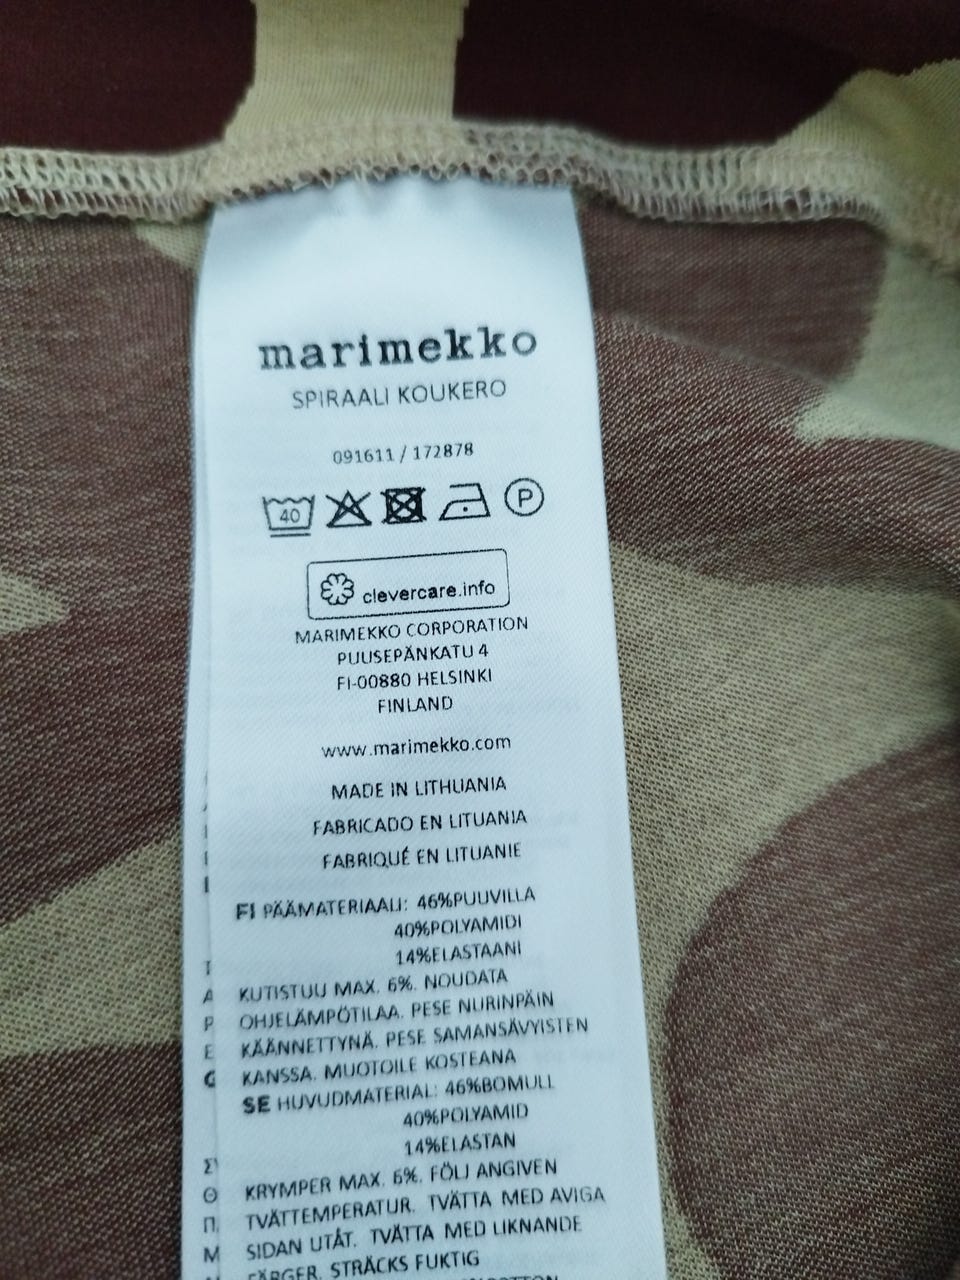 marimekko
SPIRAALI KOUKERO
091611 / 172878
40 P
clevercare.info
MARIMEKKO CORPORATION
PUUSEPÄNKATU 4
FI-00880 HELSINKI
FINLAND
www.marimekko.com
MADE IN LITHUANIA
FABRICADO EN LITUANIA
FABRIQUÉ EN LITUANIE
FI PÄÄMATERIAALI: 46%PUUVILLA
40%POLYAMIDI
14%ELASTAANI
KUTISTUU MAX. 6%. NOUDATA
OHJELÄMPÖTILAA. PESE NURINPÄIN
KÄÄNNETTYNÄ. PESE SAMANSÄVYISTEN
KANSSA. MUOTOILE KOSTEANA
SE HUVUDMATERIAL: 46%BOMULL
40%POLYAMID
14%ELASTAN
KRYMPER MAX. 6%. FÖLJ ANGIVEN
TVÄTTEMPERATUR. TVÄTTA MED AVIGA
SIDAN UTÅT. TVÄTTA MED LIKNANDE
FÄRGER. STRÄCKS FUKTIG